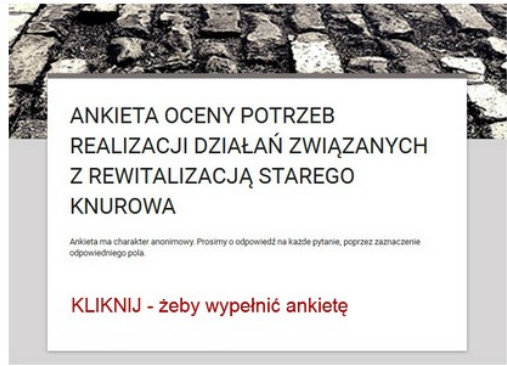 ANKIETA OCENY POTRZEB
REALIZACJI DZIAŁAŃ ZWIĄZANYCH
Z REWITALIZACJĄ STAREGO
KNUROWA
Ankieta ma charakter anonimowy. Prosimy o odpowiedź na każde pytanie, poprzez zaznaczenie
odpowiedniego pola.
KLIKNIJ - żeby wypełnić ankietę